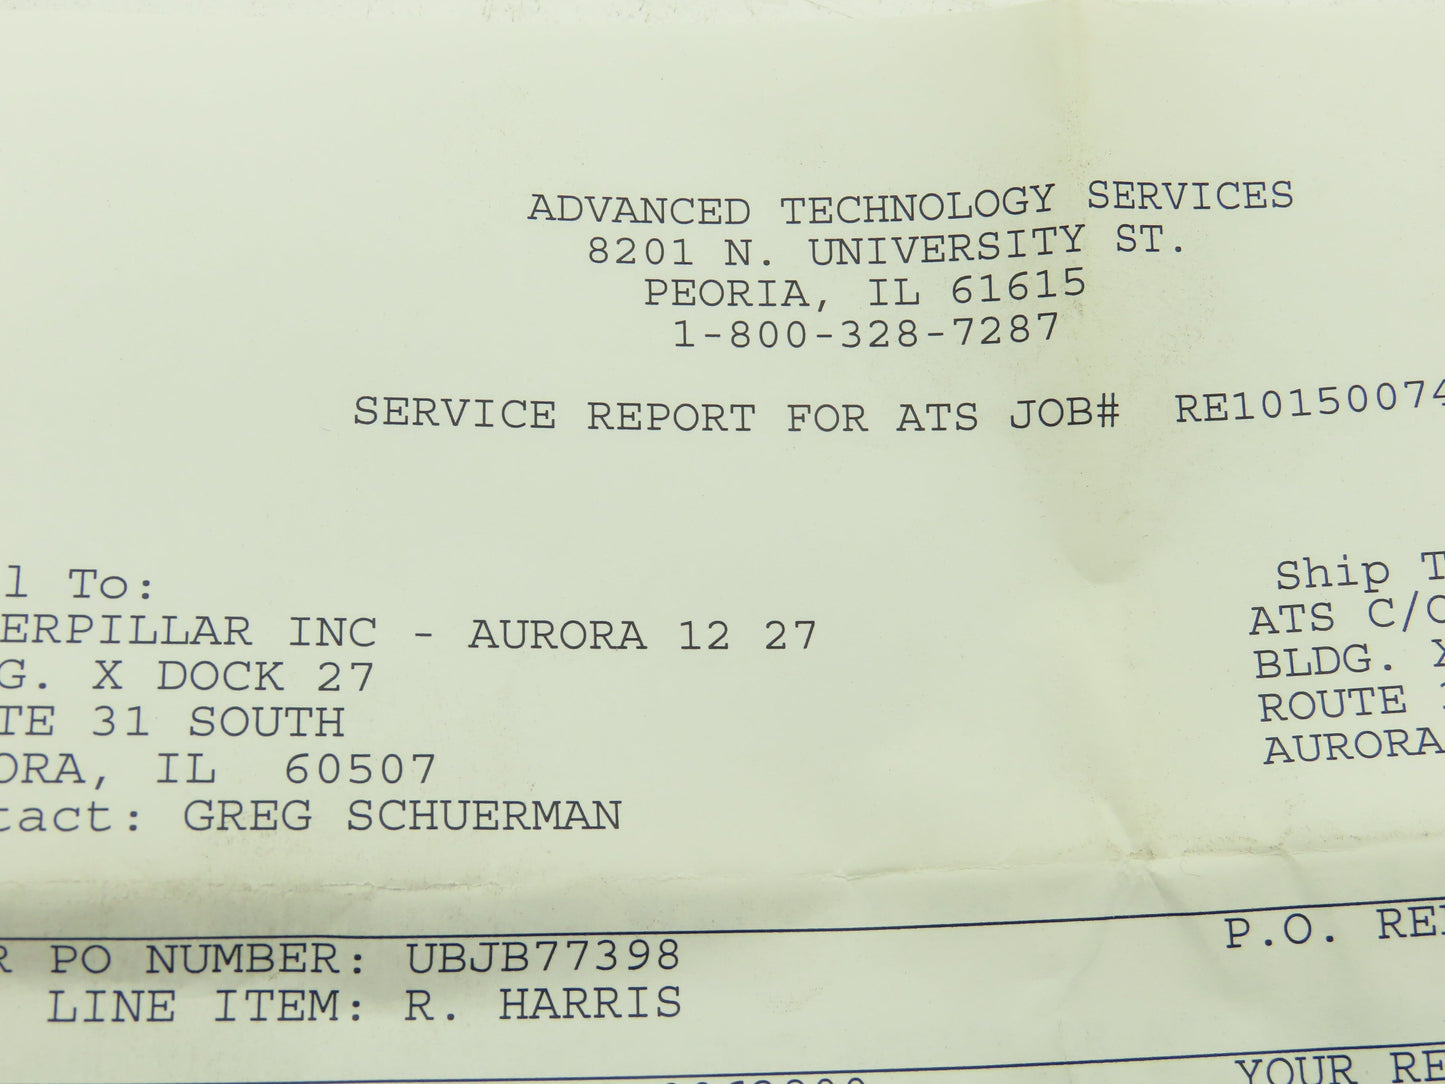 ADVANCED TECHNOLOGY SERVICES
8201 N. UNIVERSITY ST.
PEORIA, IL 61615
1-800-328-7287
SERVICE REPORT FOR ATS JOB# RE10150074
l To:
ERPILLAR INC - AURORA 12 27
G. X DOCK 27
TE 31 SOUTH
ORA, IL 60507
tact: GREG SCHUERMAN
Ship T
ATS C/O
BLDG. X
ROUTE
AURORA
R PO NUMBER: UBJB77398
LINE ITEM: R. HARRIS
P.O. REL
YOUR RE